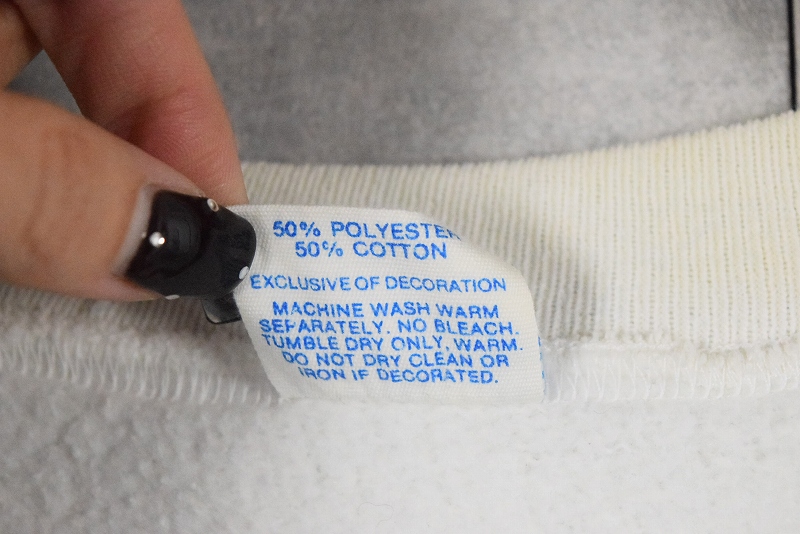 50% POLYESTER
50% COTTON
EXCLUSIVE OF DECORATION
MACHINE WASH WARM
SEPARATELY. NO BLEACH.
TUMBLE DRY ONLY, WARM.
DO NOT DRY CLEAN OR
IRON IF DECORATED.